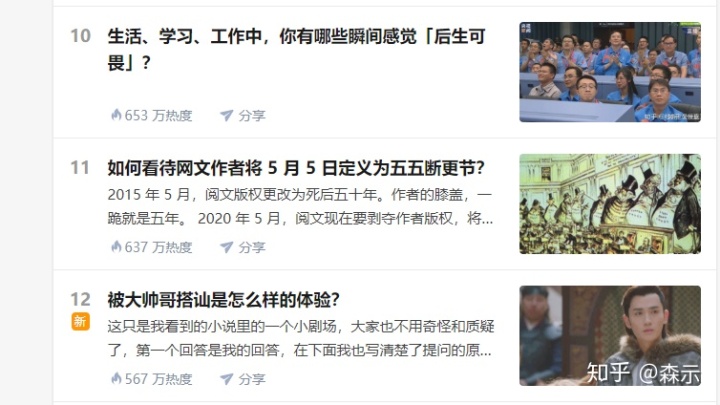 10
生活、学习、工作中，你有哪些瞬间感觉「后生可
畏」？
653 万热度 分享
11
如何看待网文作者将 5 月 5 日定义为五五断更节？
2015 年 5 月，阅文版权更改为死后五十年。作者的膝盖，一
跪就是五年。 2020 年 5 月，阅文现在要剥夺作者版权，将...
637 万热度 分享
12
新
被大帅哥搭讪是怎么样的体验？
这只是我看到的小说里的一个小剧场，大家也不用奇怪和质疑
了，第一个回答是我的回答，在下面我也写清楚了提问的原...
567 万热度 分享
知乎 @森示